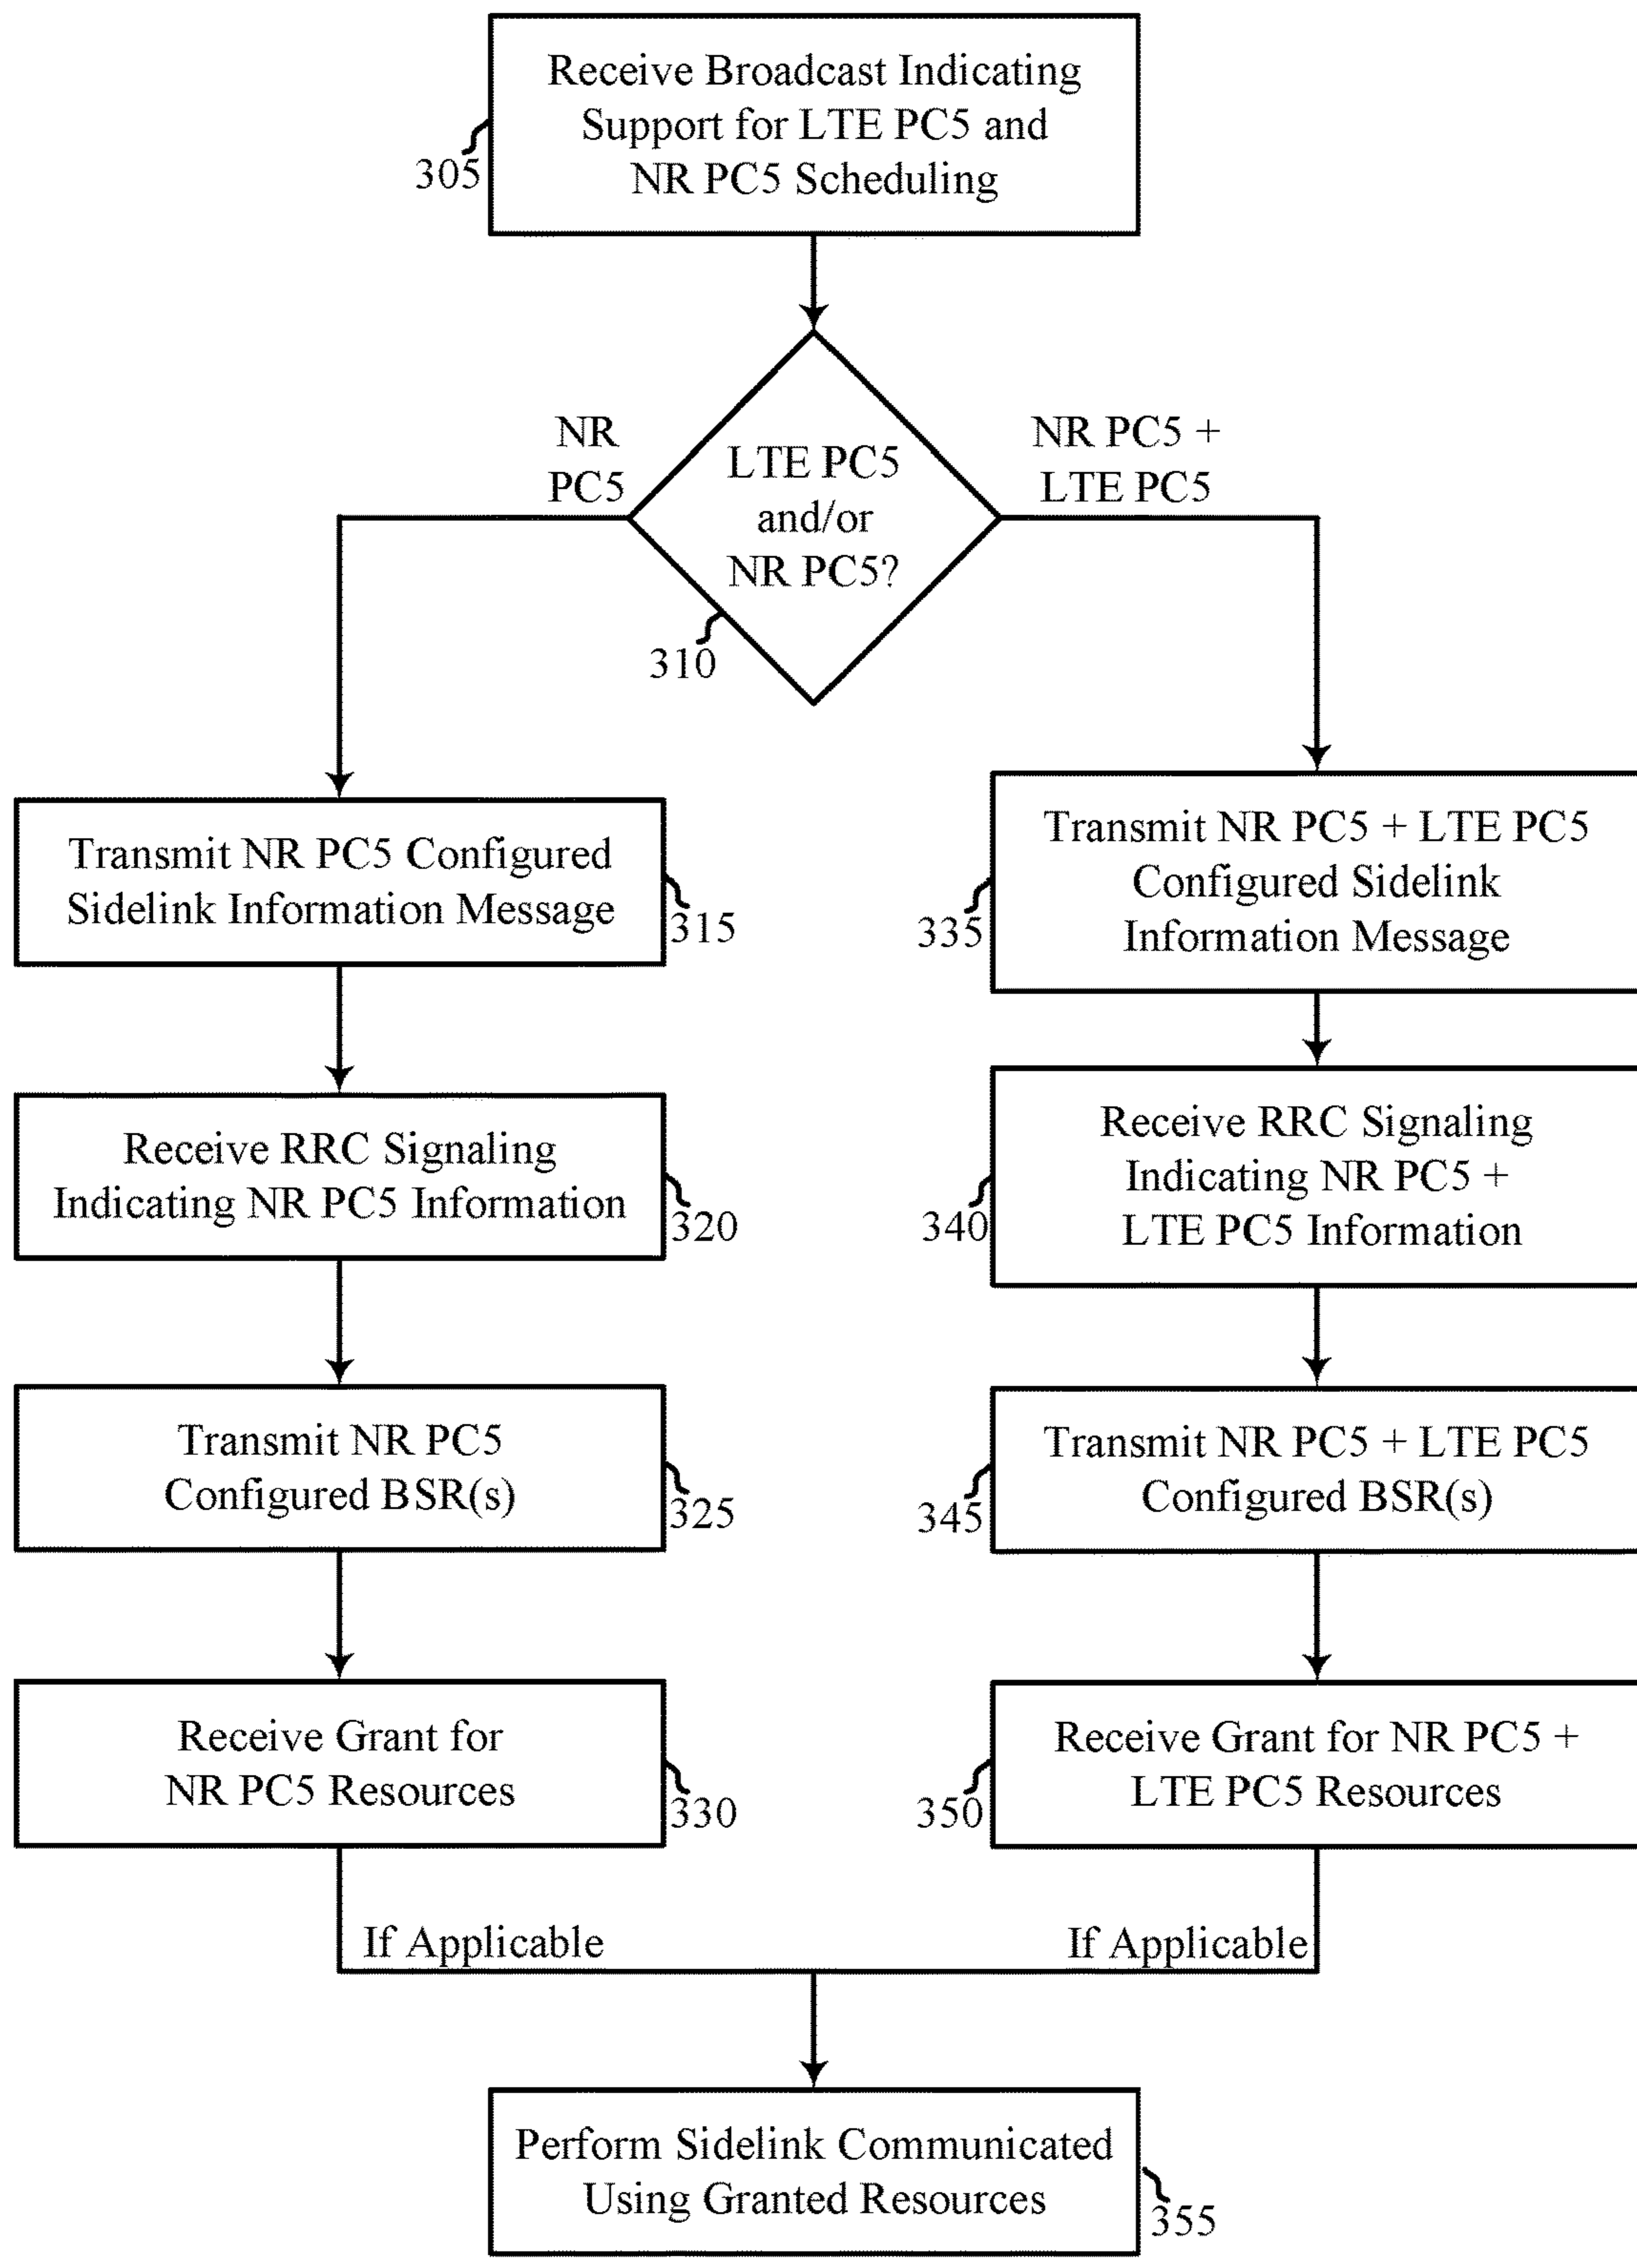 Receive Broadcast Indicating
Support for LTE PC5 and
NR PC5 Scheduling
305
NR
PC5
LTE PC5
and/or
NR PC5?
NR PC5 +
LTE PC5
310
Transmit NR PC5 Configured
Sidelink Information Message
315
Receive RRC Signaling
Indicating NR PC5 Information
320
Transmit NR PC5
Configured BSR(s)
325
Receive Grant for
NR PC5 Resources
330
If Applicable
Transmit NR PC5 + LTE PC5
Configured Sidelink
Information Message
335
Receive RRC Signaling
Indicating NR PC5 +
LTE PC5 Information
340
Transmit NR PC5 + LTE PC5
Configured BSR(s)
345
Receive Grant for NR PC5 +
LTE PC5 Resources
350
If Applicable
Perform Sidelink Communicated
Using Granted Resources
355